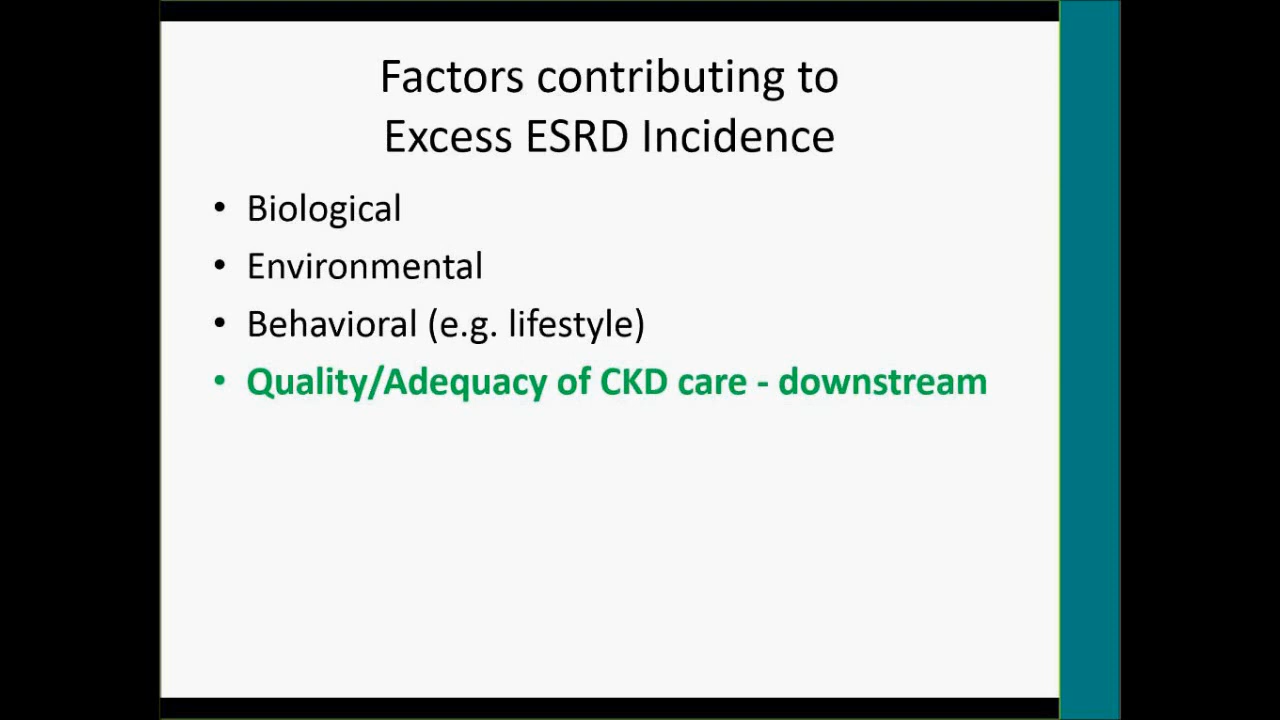 Factors contributing to
Excess ESRD Incidence
• Biological
• Environmental
• Behavioral (e.g. lifestyle)
• Quality/Adequacy of CKD care - downstream